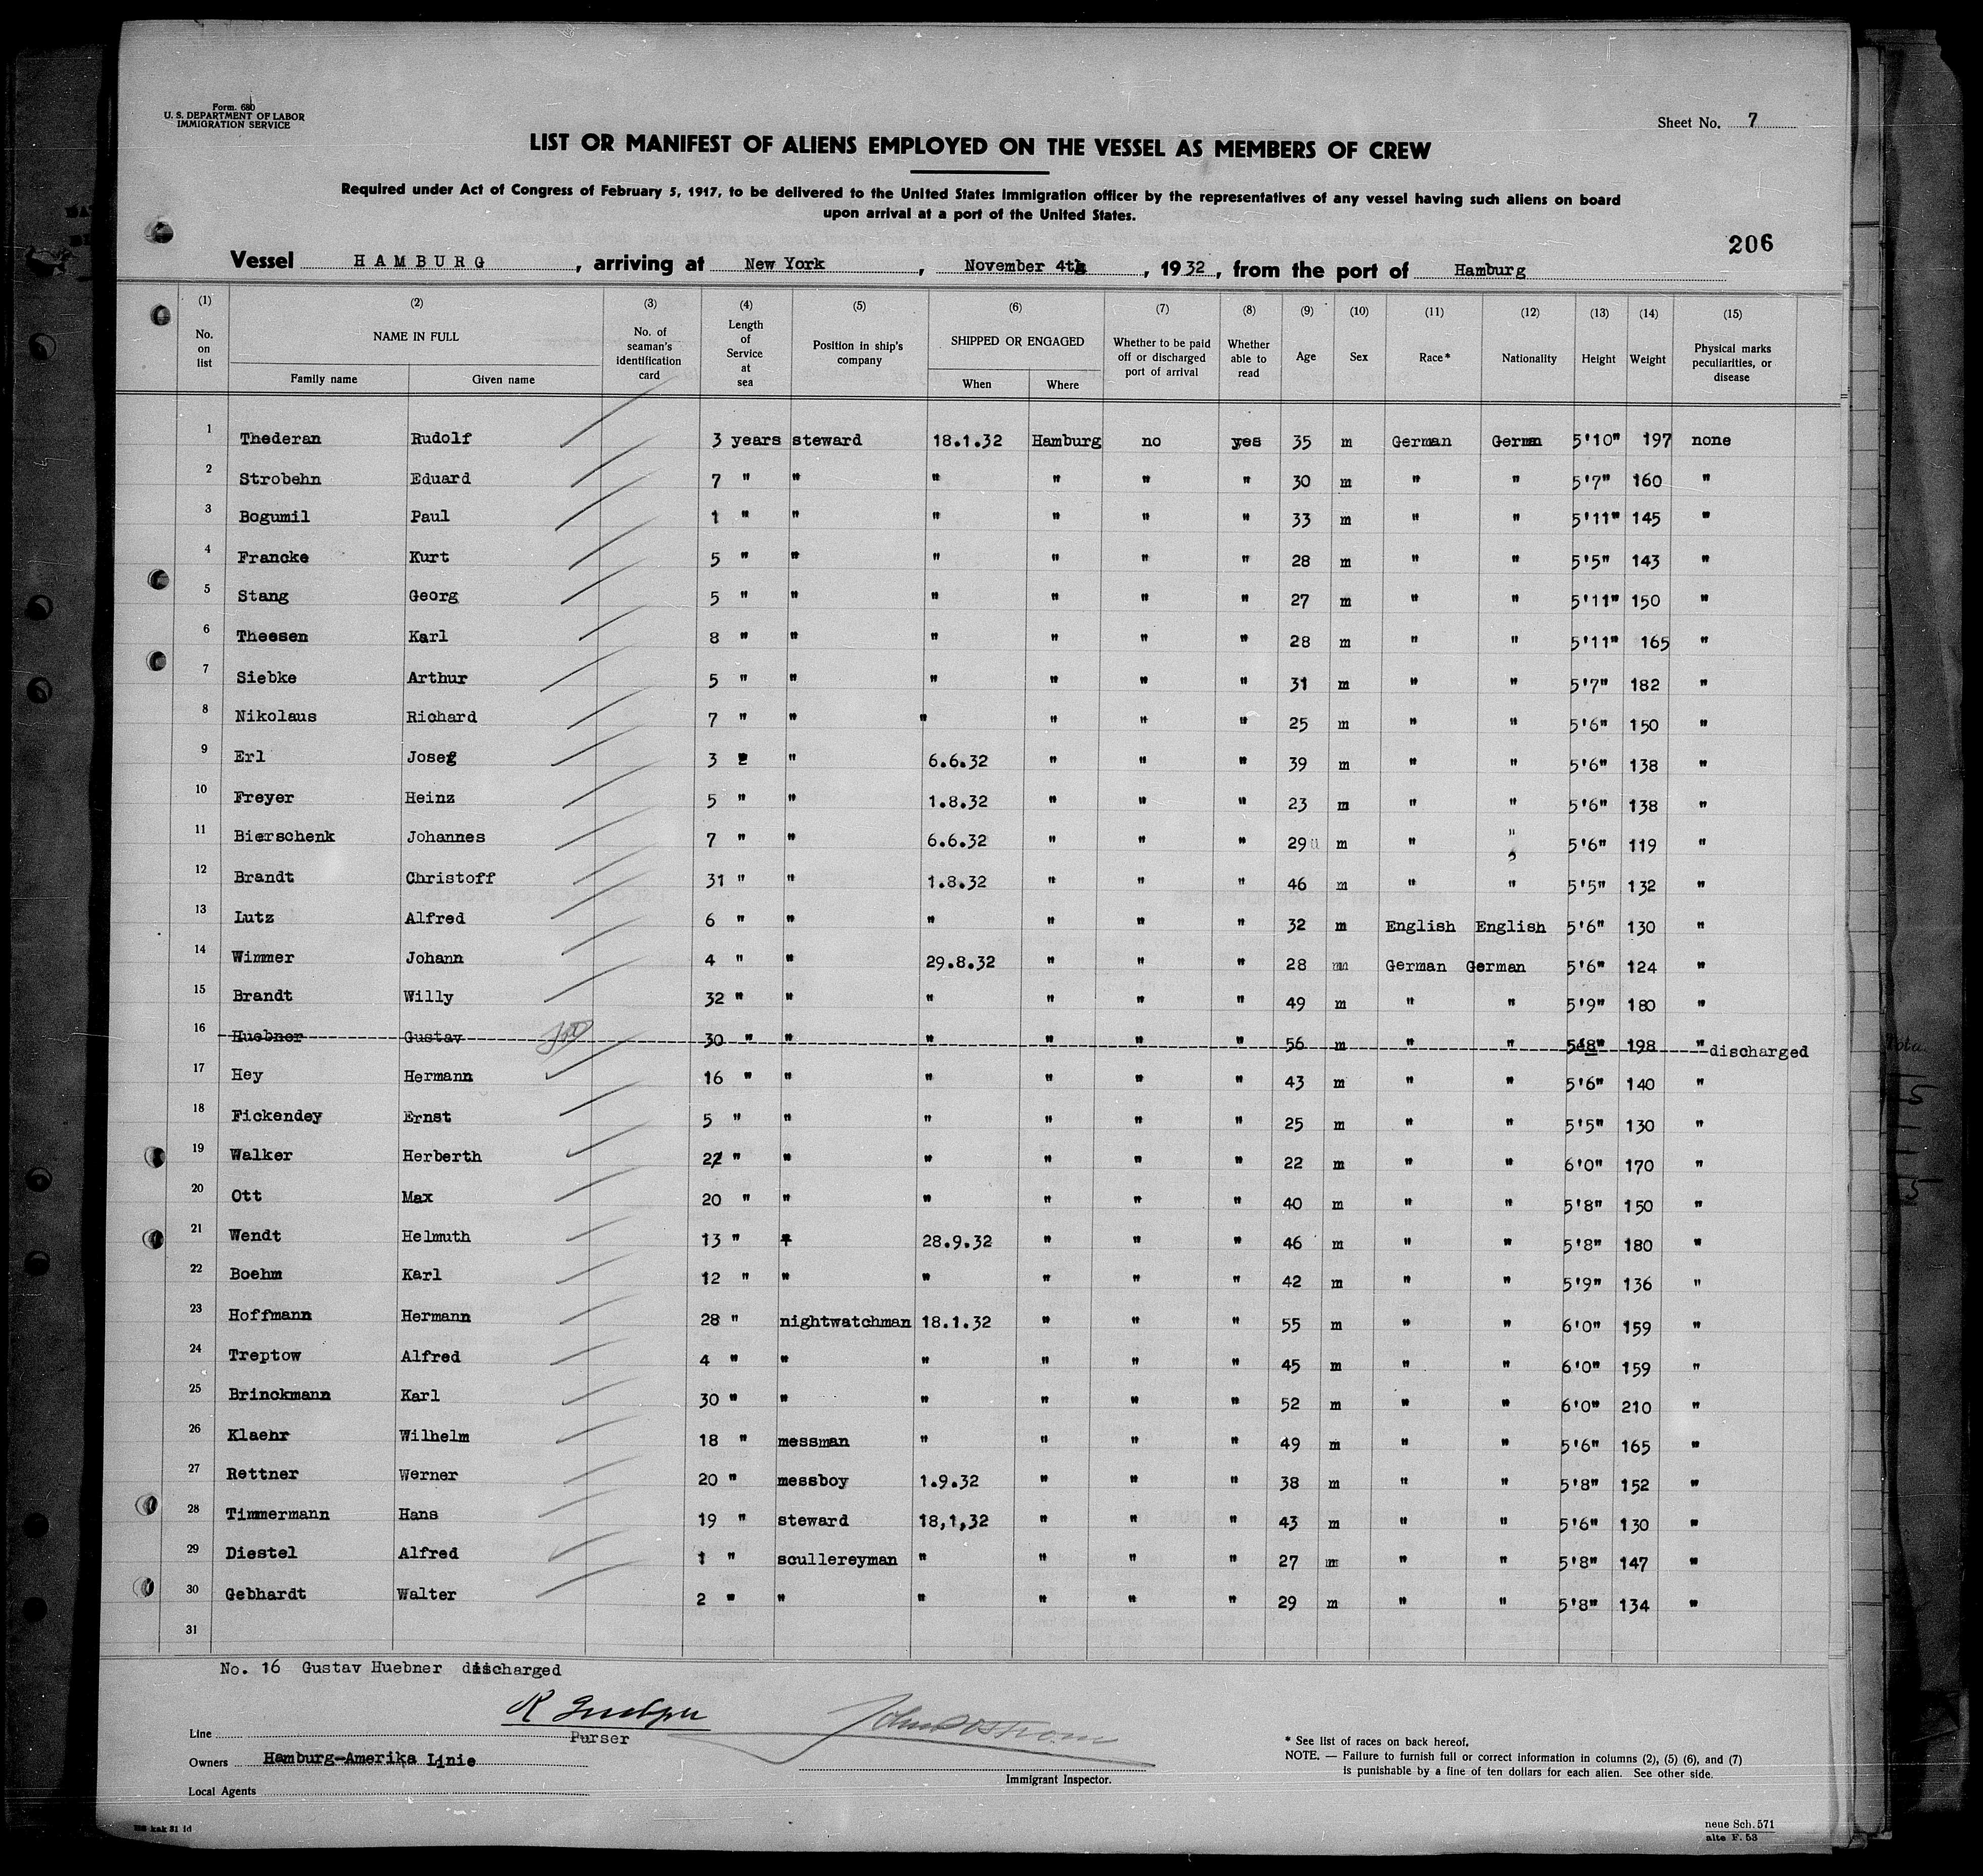 Form. 680
U. S. DEPARTMENT OF LABOR
IMMIGRATION SERVICE
Sheet No. 7
LIST OR MANIFEST OF ALIENS EMPLOYED ON THE VESSEL AS MEMBERS OF CREW
Required under Act of Congress of February 5, 1917, to be delivered to the United States immigration officer by the representatives of any vessel having such aliens on board
upon arrival at a port of the United States.
206
Vessel HAMBURG, arriving at New York, November 4th, 1932, from the port of Hamburg
(1) No. on list (2) NAME IN FULL Family name Given name (3) No. of seaman's identification card (4) Length of Service at sea (5) Position in ship's company (6) SHIPPED OR ENGAGED When Where (7) Whether to be paid off or discharged port of arrival (8) Whether able to read (9) Age (10) Sex (11) Race* (12) Nationality (13) Height (14) Weight (15) Physical marks peculiarities, or disease
1 Thederan Rudolf 3 years steward 18.1.32 Hamburg no yes 35 m German German 5'10" 197 none
2 Strobehn Eduard 7 " " " " " " 30 m " " 5'7" 160 "
3 Bogumil Paul 1 " " " " " " 33 m " " 5'11" 145 "
4 Francke Kurt 5 " " " " " " 28 m " " 5'5" 143 "
5 Stang Georg 5 " " " " " " 27 m " " 5'11" 150 "
6 Theesen Karl 8 " " " " " " 28 m " " 5'11" 165 "
7 Siebke Arthur 5 " " " " " " 31 m " " 5'7" 182 "
8 Nikolaus Richard 7 " " " " " " 25 m " " 5'6" 150 "
9 Erl Josef 3 " " 6.6.32 " " " 39 m " " 5'6" 138 "
10 Freyer Heinz 5 " " 1.8.32 " " " 23 m " " 5'6" 138 "
11 Bierschenk Johannes 7 " " 6.6.32 " " " 29 m " " 5'6" 119 "
12 Brandt Christoff 31 " " 1.8.32 " " " 46 m " " 5'5" 132 "
13 Lutz Alfred 6 " " " " " " 32 m English English 5'6" 130 "
14 Wimmer Johann 4 " " 29.8.32 " " " 28 m German German 5'6" 124 "
15 Brandt Willy 32 " " " " " " 49 m " " 5'9" 180 "
16 Huebner Gustav 30 " " " " " " 56 m " " 5'8" 198 " discharged
17 Hey Hermann 16 " " " " " " 43 m " " 5'6" 140 "
18 Fickendey Ernst 5 " " " " " " 25 m " " 5'5" 130 "
19 Walker Herberth 2 " " " " " " 22 m " " 6'0" 170 "
20 Ott Max 20 " " " " " " 40 m " " 5'8" 150 "
21 Wendt Helmuth 13 " " 28.9.32 " " " 46 m " " 5'8" 180 "
22 Boehm Karl 12 " " " " " " 42 m " " 5'9" 136 "
23 Hoffmann Hermann 28 " nightwatchman 18.1.32 " " " 55 m " " 6'0" 159 "
24 Treptow Alfred 4 " " " " " " 45 m " " 6'0" 159 "
25 Brinckmann Karl 30 " " " " " " 52 m " " 6'0" 210 "
26 Klaehr Wilhelm 18 " messman " " " " 49 m " " 5'6" 165 "
27 Rettner Werner 20 " messboy 1.9.32 " " " 38 m " " 5'8" 152 "
28 Timmermann Hans 19 " steward 18,1,32 " " " 43 m " " 5'6" 130 "
29 Diestel Alfred 1 " scullereyman " " " " 27 m " " 5'8" 147 "
30 Gebhardt Walter 2 " " " " " " 29 m " " 5'8" 134 "
31
No. 16 Gustav Huebner discharged
Line
Purser
Owners Hamburg-Amerika Linie
Local Agents
Immigrant Inspector.
* See list of races on back hereof.
NOTE. — Failure to furnish full or correct information in columns (2), (5) (6), and (7)
is punishable by a fine of ten dollars for each alien. See other side.
neue Sch. 571
alte F. 53